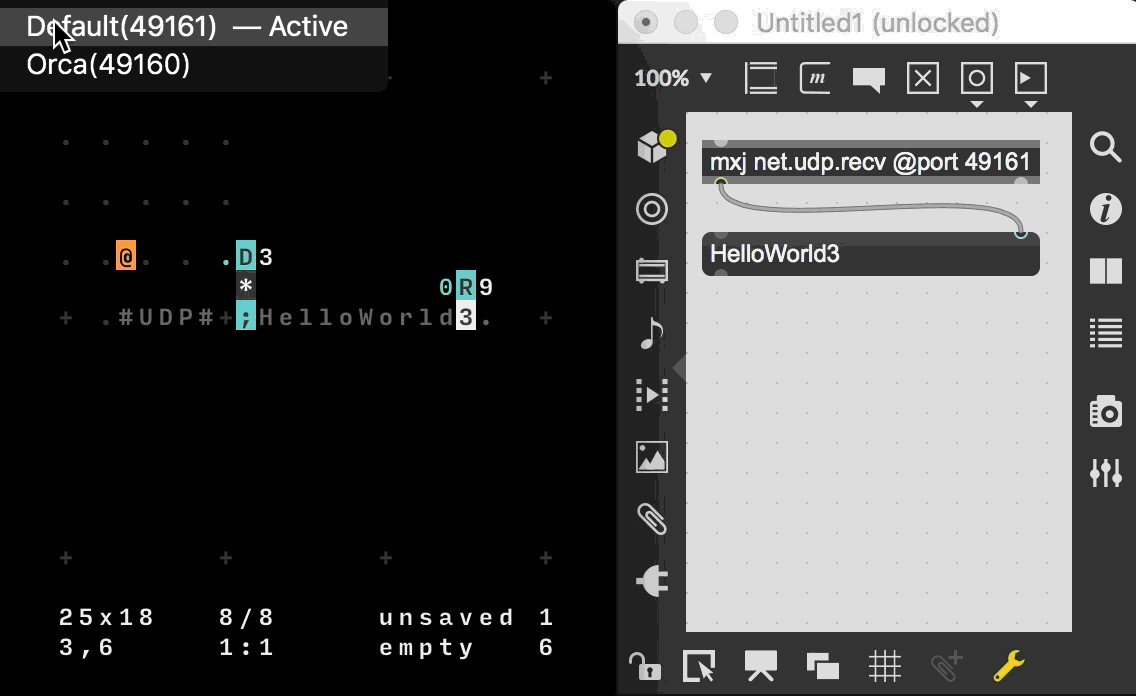 Default(49161) — Active
Orca(49160)
.D3
*
0R9
.#UDP#+;HelloWorld3.
25x18 8/8 unsaved 1
3,6 1:1 empty 6
Untitled1 (unlocked)
100%
m
mxj net.udp.recv @port 49161
HelloWorld3